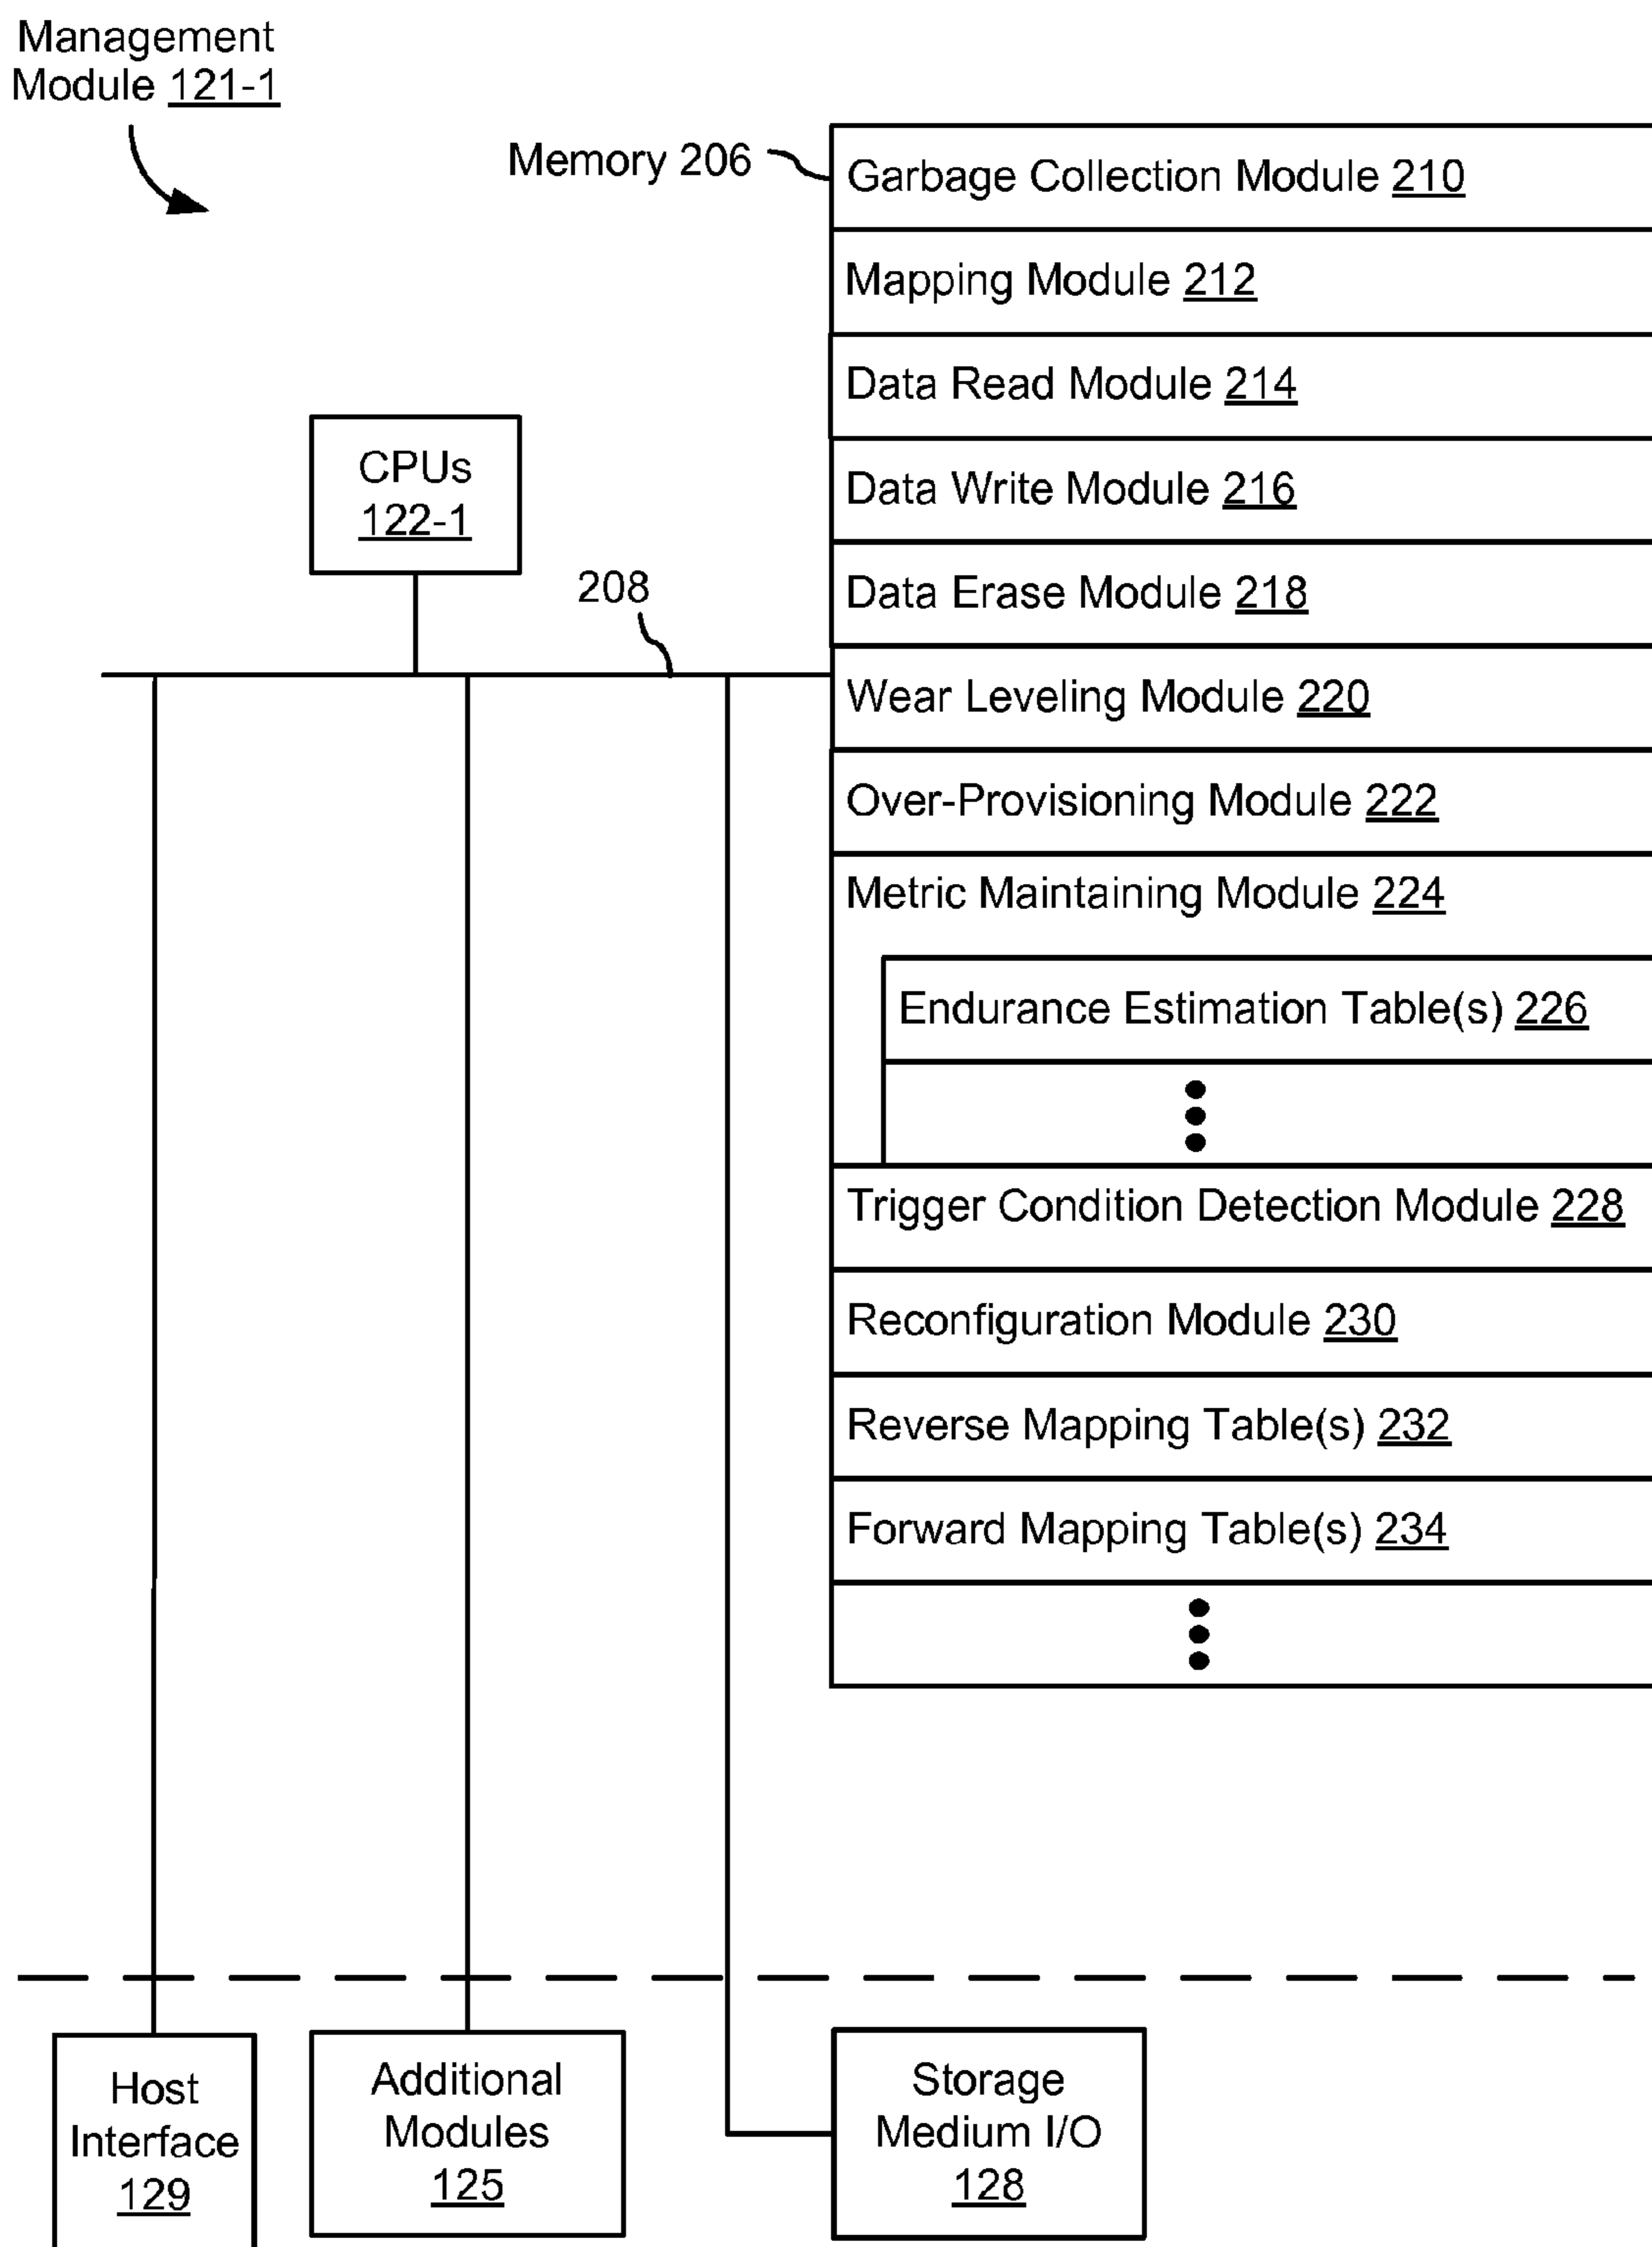 Management
Module 121-1
Memory 206
Garbage Collection Module 210
Mapping Module 212
Data Read Module 214
CPUs
122-1
Data Write Module 216
208
Data Erase Module 218
Wear Leveling Module 220
Over-Provisioning Module 222
Metric Maintaining Module 224
Endurance Estimation Table(s) 226
Trigger Condition Detection Module 228
Reconfiguration Module 230
Reverse Mapping Table(s) 232
Forward Mapping Table(s) 234
Host
Interface
129
Additional
Modules
125
Storage
Medium I/O
128